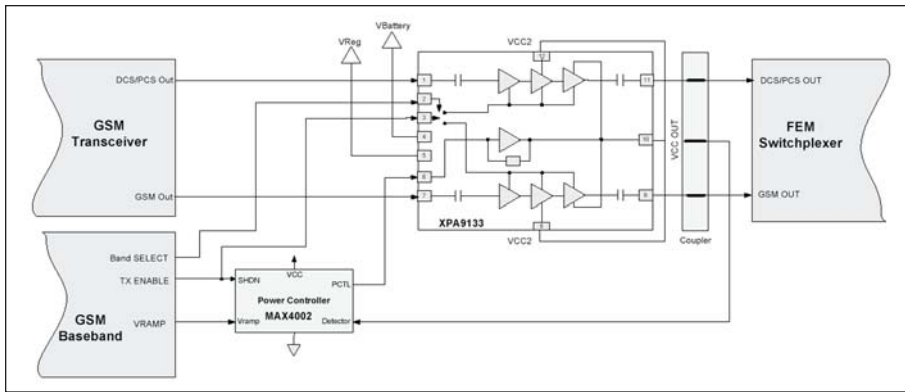 VBattery
VCC2
VReg
12
DCS/PCS Out
1
11
DCS/PCS OUT
2
GSM
Transceiver
3
FEM
Switchplexer
4
10
VCC OUT
5
6
GSM Out
7
GSM OUT
XPA9133
VCC2
Coupler
Band SELECT
VCC
TX ENABLE
SHDN
PCTL
Power Controller
MAX4002
GSM
Baseband
VRAMP
Vramp
Detector